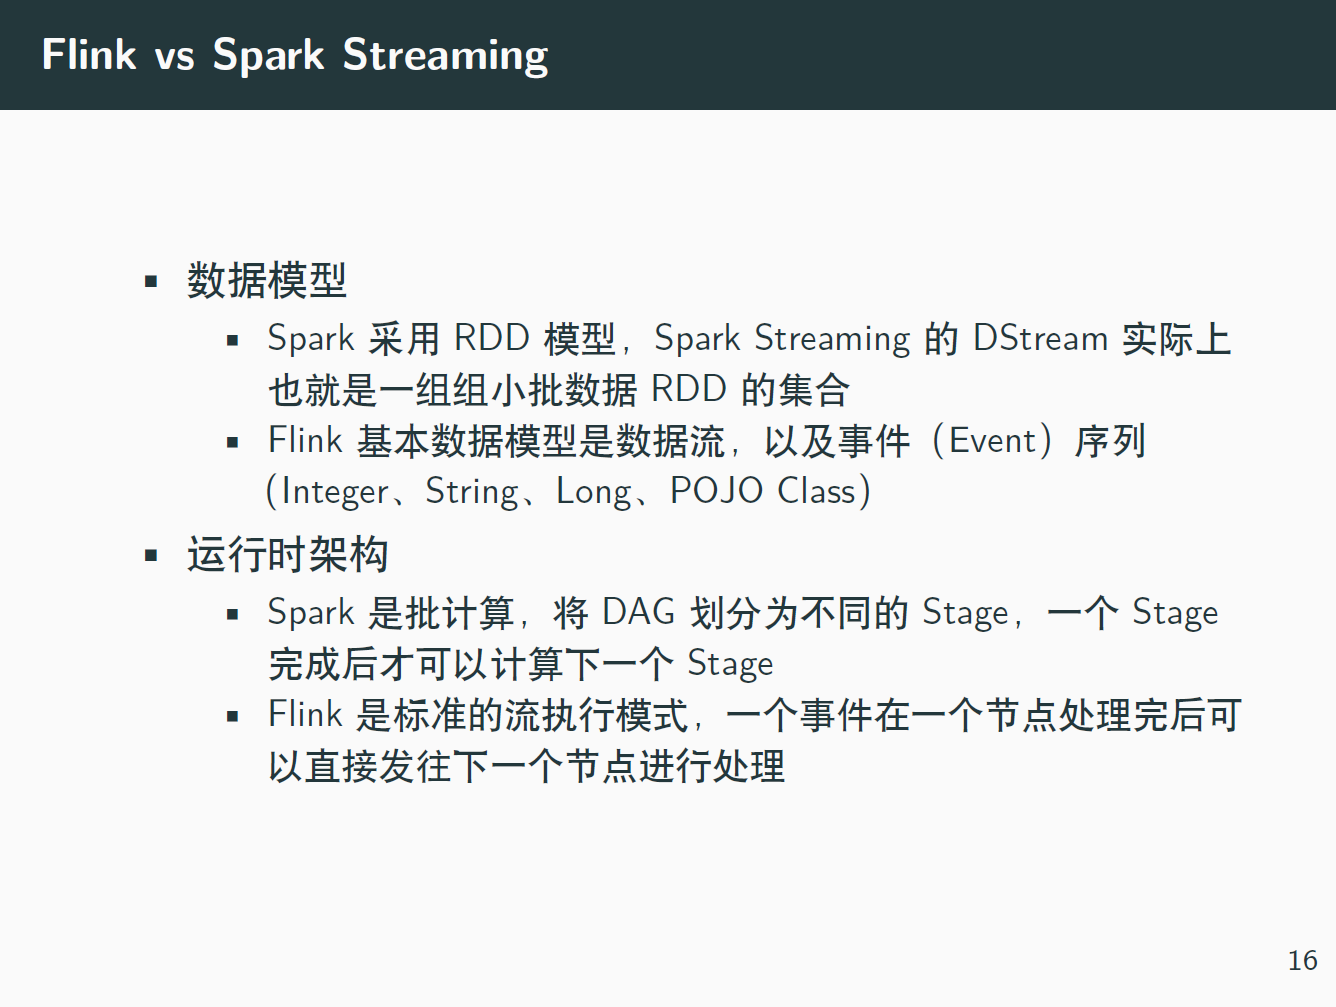 Flink vs Spark Streaming
▪ 数据模型
▪ Spark 采用 RDD 模型，Spark Streaming 的 DStream 实际上
也就是一组组小批数据 RDD 的集合
▪ Flink 基本数据模型是数据流，以及事件（Event）序列
(Integer、String、Long、POJO Class)
▪ 运行时架构
▪ Spark 是批计算，将 DAG 划分为不同的 Stage，一个 Stage
完成后才可以计算下一个 Stage
▪ Flink 是标准的流执行模式，一个事件在一个节点处理完后可
以直接发往下一个节点进行处理
16